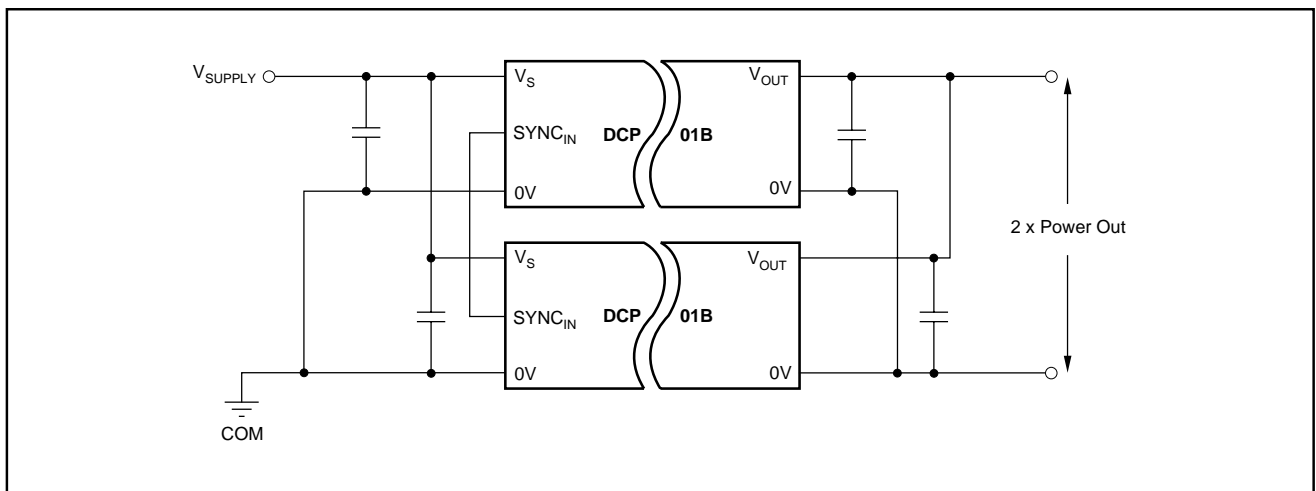 V_SUPPLY
V_S
V_OUT
SYNC_IN
DCP
01B
0V
0V
2 x Power Out
V_S
V_OUT
SYNC_IN
DCP
01B
0V
0V
COM